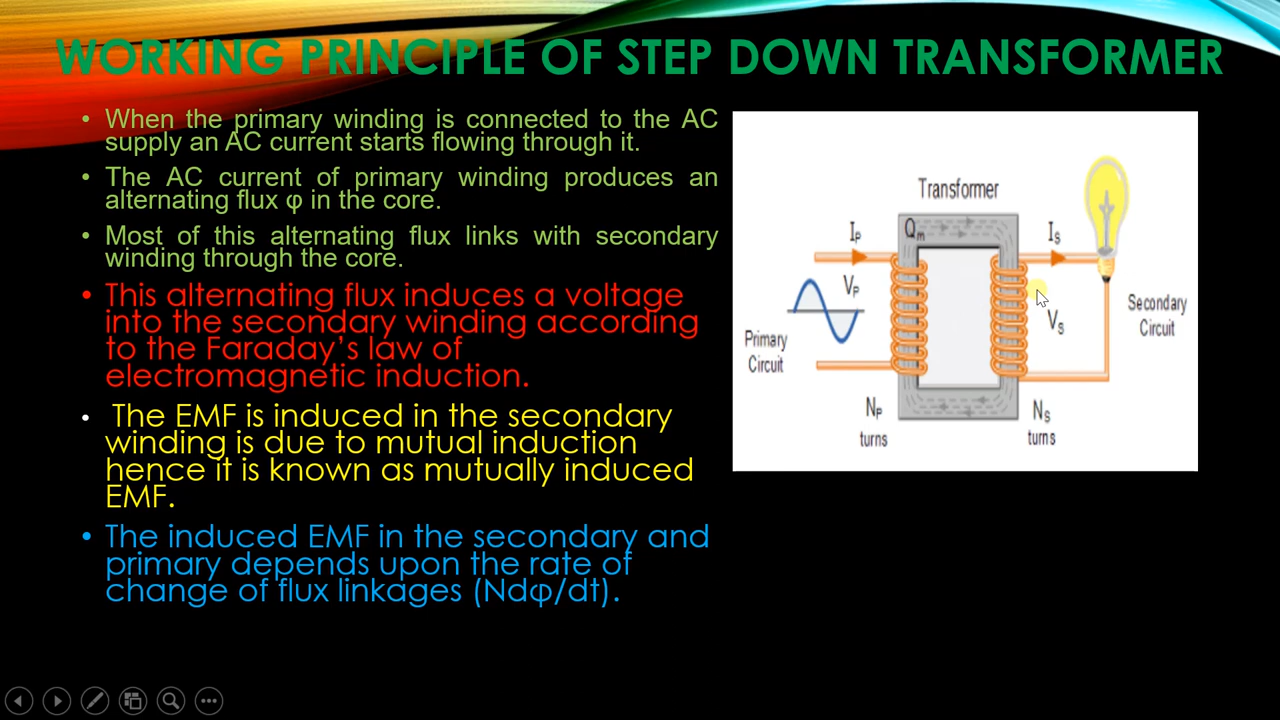 WORKING PRINCIPLE OF STEP DOWN TRANSFORMER
• When the primary winding is connected to the AC
supply an AC current starts flowing through it.
• The AC current of primary winding produces an
alternating flux φ in the core.
• Most of this alternating flux links with secondary
winding through the core.
• This alternating flux induces a voltage
into the secondary winding according
to the Faraday's law of
electromagnetic induction.
• The EMF is induced in the secondary
winding is due to mutual induction
hence it is known as mutually induced
EMF.
• The induced EMF in the secondary and
primary depends upon the rate of
change of flux linkages (Ndφ/dt).
Transformer
Qm
IP
IS
VP
VS
Primary
Circuit
Secondary
Circuit
NP
turns
NS
turns